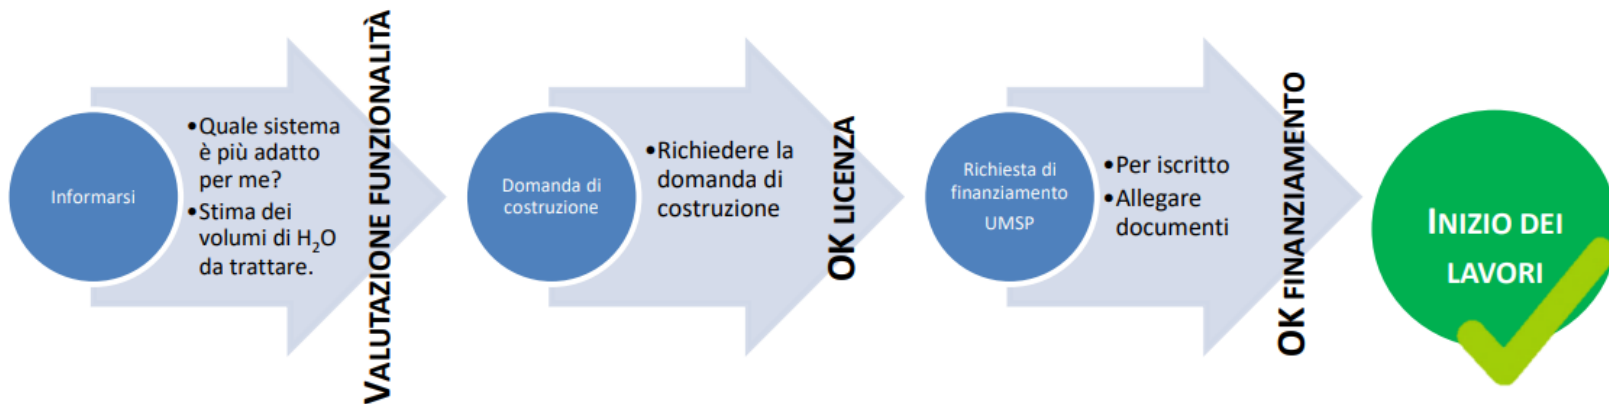 Informarsi
•Quale sistema
è più adatto
per me?
•Stima dei
volumi di H₂O
da trattare.
VALUTAZIONE FUNZIONALITÀ
Domanda di
costruzione
•Richiedere la
domanda di
costruzione
OK LICENZA
Richiesta di
finanziamento
UMSP
•Per iscritto
•Allegare
documenti
OK FINANZIAMENTO
INIZIO DEI
LAVORI